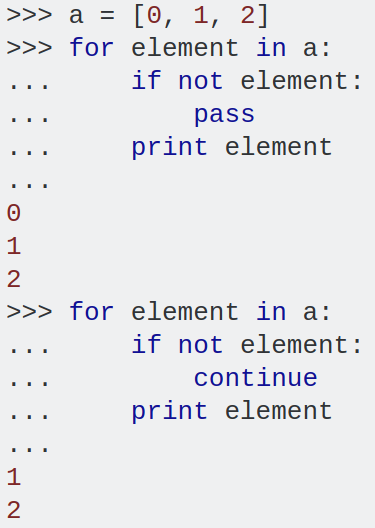 >>> a = [0, 1, 2]
>>> for element in a:
...     if not element:
...         pass
...     print element
...
0
1
2
>>> for element in a:
...     if not element:
...         continue
...     print element
...
1
2